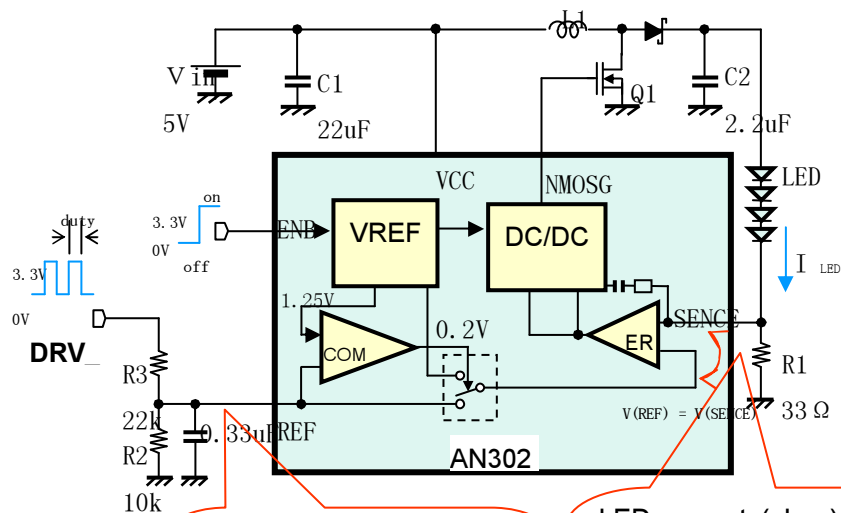 L1
Vin
5V
C1
22uF
Q1
C2
2.2uF
VCC
NMOSG
LED
on
3.3V
0V
off
ENB
VREF
DC/DC
duty
3.3V
0V
DRV_
I LED
1.25V
0.2V
COM
ER
SENCE
R1
33Ω
V(REF) = V(SENCE)
R3
22k
0.33uF
REF
R2
10k
AN302